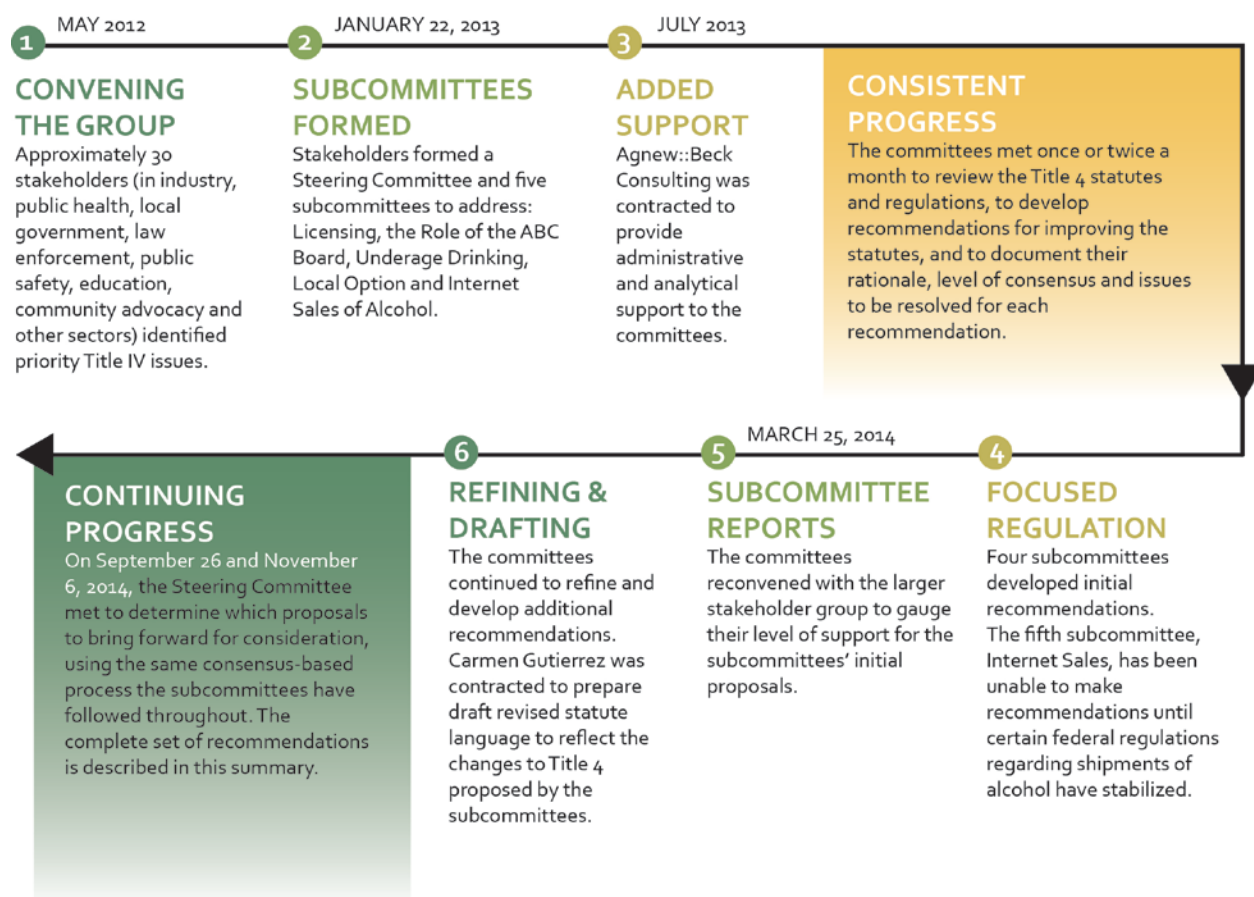 1 MAY 2012
CONVENING
THE GROUP
Approximately 30
stakeholders (in industry,
public health, local
government, law
enforcement, public
safety, education,
community advocacy and
other sectors) identified
priority Title IV issues.
2 JANUARY 22, 2013
SUBCOMMITTEES
FORMED
Stakeholders formed a
Steering Committee and five
subcommittees to address:
Licensing, the Role of the ABC
Board, Underage Drinking,
Local Option and Internet
Sales of Alcohol.
3 JULY 2013
ADDED
SUPPORT
Agnew::Beck
Consulting was
contracted to
provide
administrative
and analytical
support to the
committees.
CONSISTENT
PROGRESS
The committees met once or twice a
month to review the Title 4 statutes
and regulations, to develop
recommendations for improving the
statutes, and to document their
rationale, level of consensus and issues
to be resolved for each
recommendation.
4
FOCUSED
REGULATION
Four subcommittees
developed initial
recommendations.
The fifth subcommittee,
Internet Sales, has been
unable to make
recommendations until
certain federal regulations
regarding shipments of
alcohol have stabilized.
5 MARCH 25, 2014
SUBCOMMITTEE
REPORTS
The committees
reconvened with the larger
stakeholder group to gauge
their level of support for the
subcommittees' initial
proposals.
6
REFINING &
DRAFTING
The committees
continued to refine and
develop additional
recommendations.
Carmen Gutierrez was
contracted to prepare
draft revised statute
language to reflect the
changes to Title 4
proposed by the
subcommittees.
CONTINUING
PROGRESS
On September 26 and November
6, 2014, the Steering Committee
met to determine which proposals
to bring forward for consideration,
using the same consensus-based
process the subcommittees have
followed throughout. The
complete set of recommendations
is described in this summary.